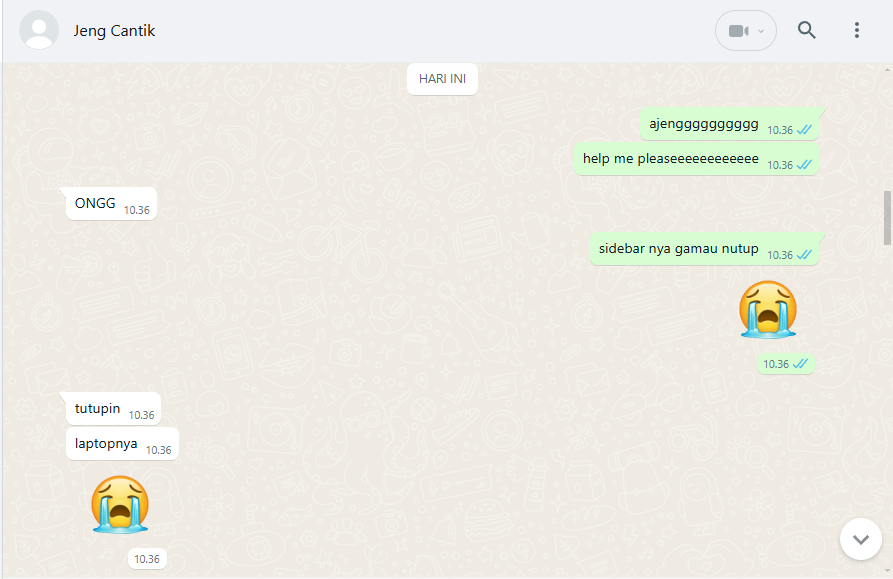 Jeng Cantik
HARI INI
ajenggggggggggg 10.36
help me pleaseeeeeeeeeeee 10.36
ONGG 10.36
sidebar nya gamau nutup 10.36
😭
10.36
tutupin 10.36
laptopnya 10.36
😭
10.36